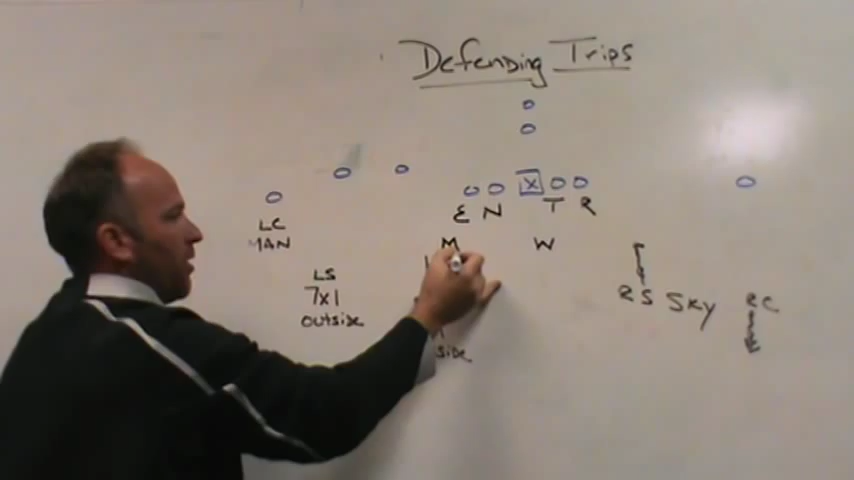 Defending Trips
X
E N T R
LC
MAN
M W
LS
7x1
outside
RS Sky RC
side